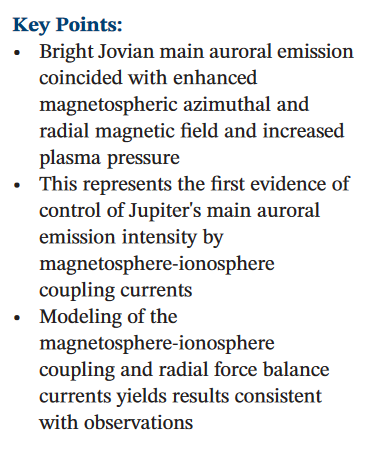 Key Points:
• Bright Jovian main auroral emission
coincided with enhanced
magnetospheric azimuthal and
radial magnetic field and increased
plasma pressure
• This represents the first evidence of
control of Jupiter's main auroral
emission intensity by
magnetosphere-ionosphere
coupling currents
• Modeling of the
magnetosphere-ionosphere
coupling and radial force balance
currents yields results consistent
with observations